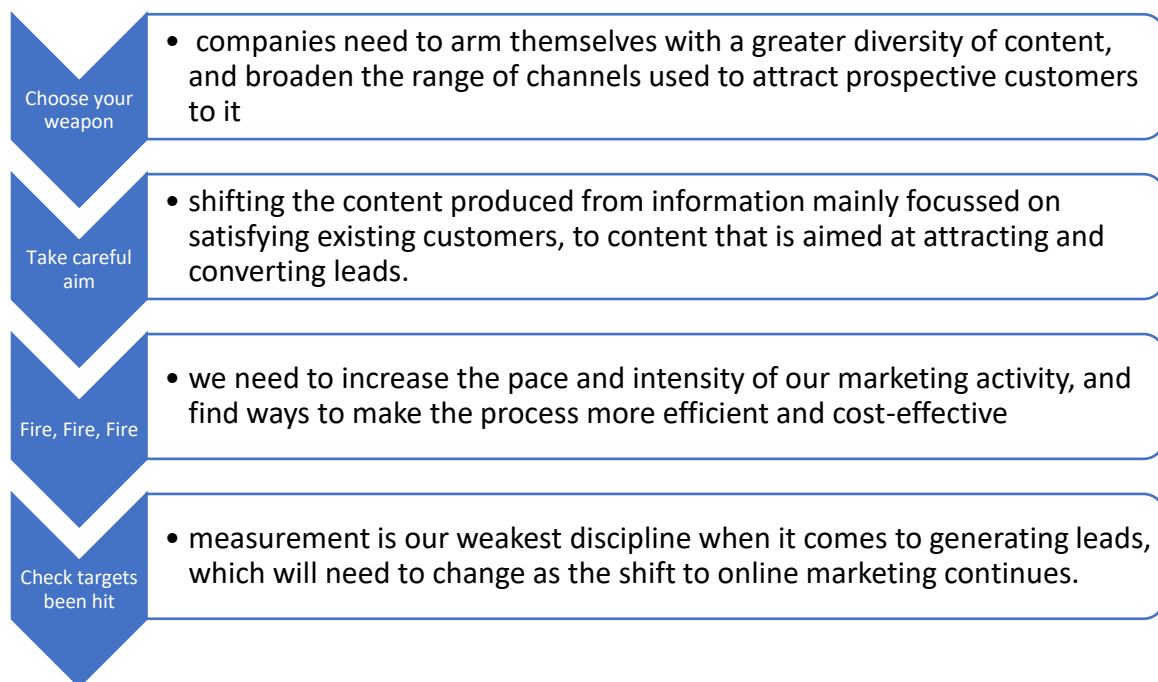 Choose your
weapon
• companies need to arm themselves with a greater diversity of content,
and broaden the range of channels used to attract prospective customers
to it
Take careful
aim
• shifting the content produced from information mainly focussed on
satisfying existing customers, to content that is aimed at attracting and
converting leads.
Fire, Fire, Fire
• we need to increase the pace and intensity of our marketing activity, and
find ways to make the process more efficient and cost-effective
Check targets
been hit
• measurement is our weakest discipline when it comes to generating leads,
which will need to change as the shift to online marketing continues.